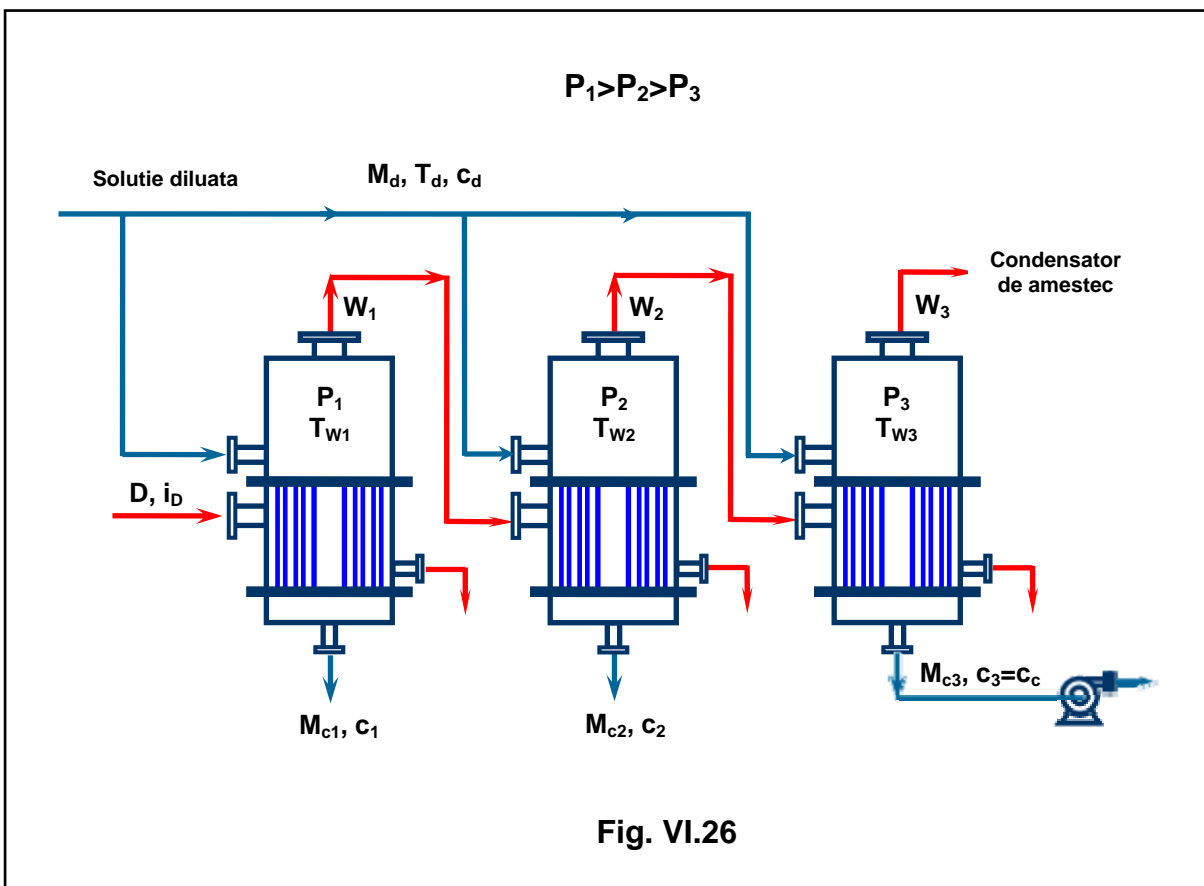 P1>P2>P3
Solutie diluata
Md, Td, cd
Condensator
de amestec
W1
W2
W3
P1
TW1
P2
TW2
P3
TW3
D, iD
Mc1, c1
Mc2, c2
Mc3, c3=cc
Fig. VI.26